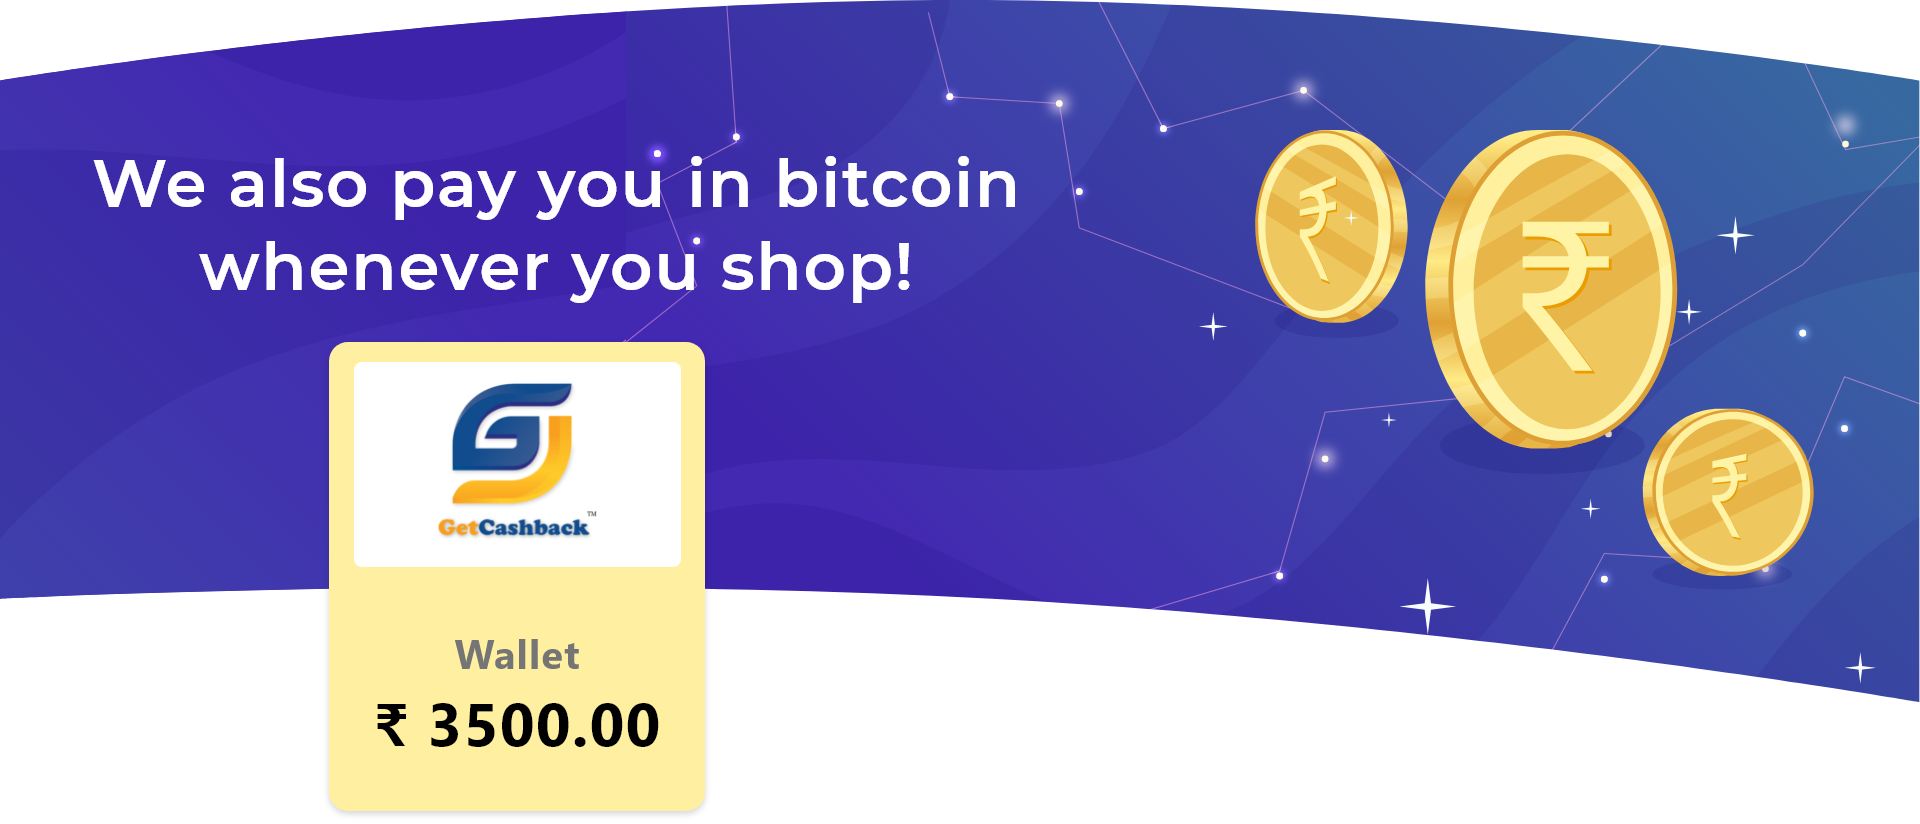 We also pay you in bitcoin
whenever you shop!
₹
₹
₹
GetCashback™
Wallet
₹ 3500.00